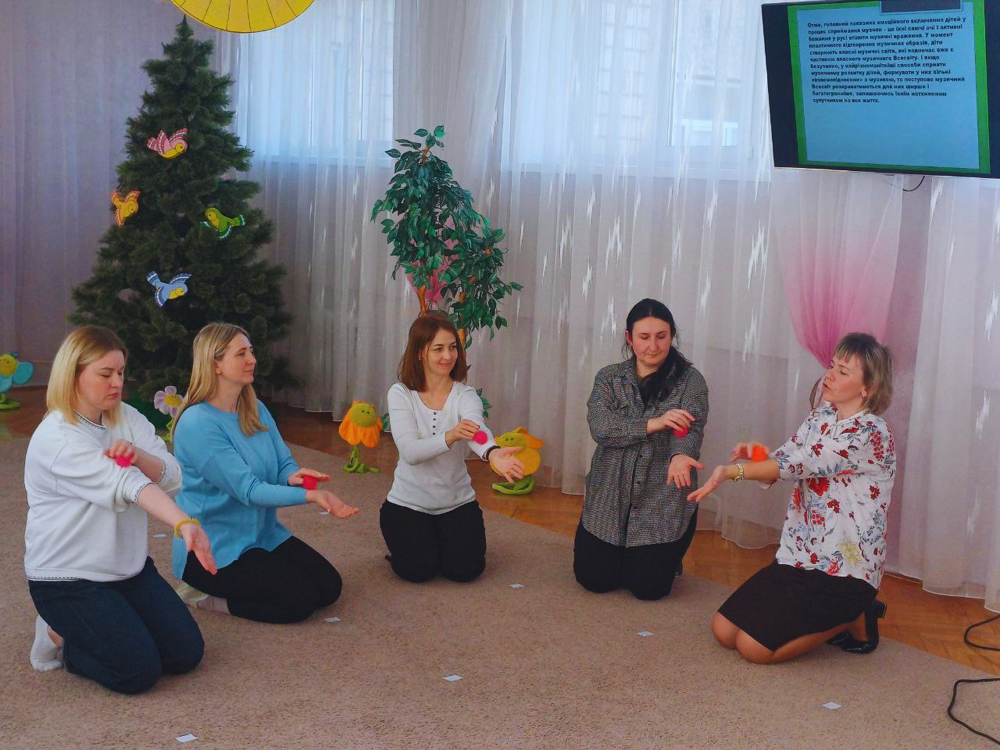 Отже, головний показник емоційного включення дітей у
процес сприймання музики – це їхні сяючі очі і активні
бажання у русі втілити музичні враження. У момент
пластичного відтворення музичних образів, діти
створюють власні музичні світи, які водночас вже є
частиною власного музичного Всесвіту. І якщо
безупинно, у найрізноманітніші способи сприяти
музичному розвитку дітей, формувати у них вільні
«взаємовідносини» з музикою, то поступово музичний
Всесвіт розкриватиметься для них ширше і
багатогранніше, залишаючись їхнім натхненним
супутником на все життя.